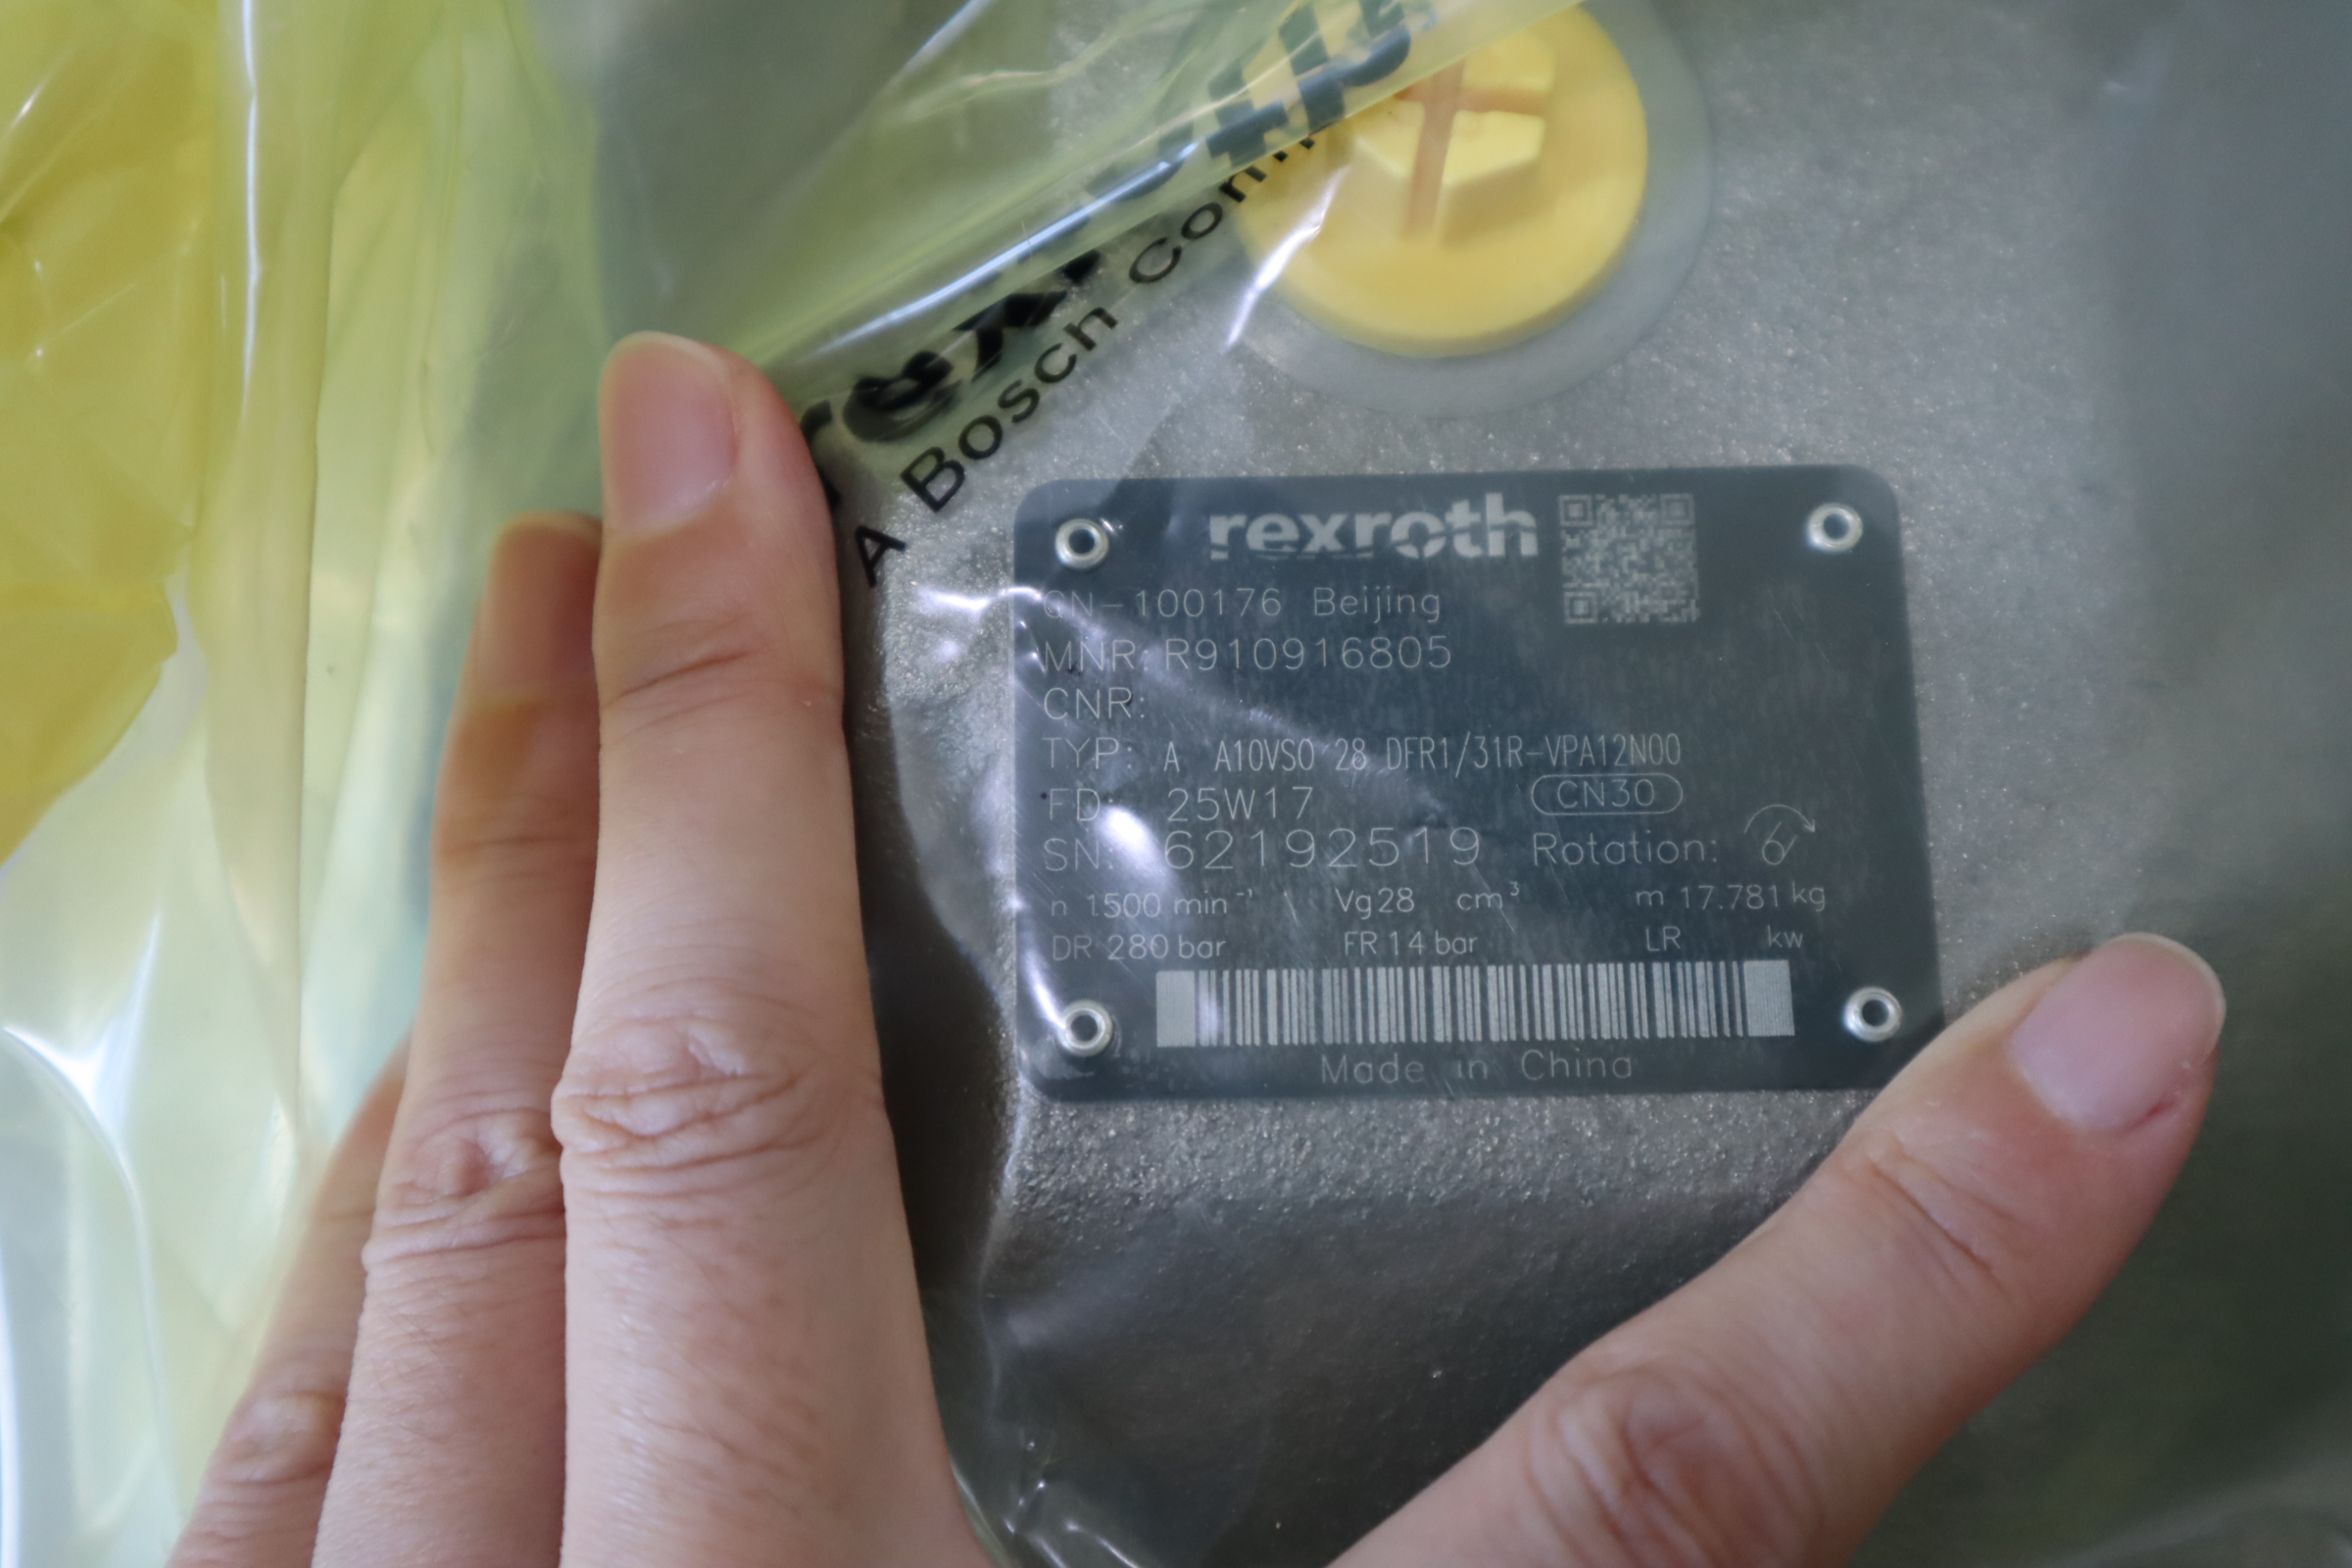 A Bosch Com
rexroth
CN-100176 Beijing
MNR: R910916805
CNR:
TYP: A A10VSO 28 DFR1/31R-VPA12N00
FD: 25W17
CN30
SN: 62192519 Rotation:
n 1500 min⁻¹ Vg 28 cm³ m 17.781 kg
DR 280 bar FR 14 bar LR kw
Made in China